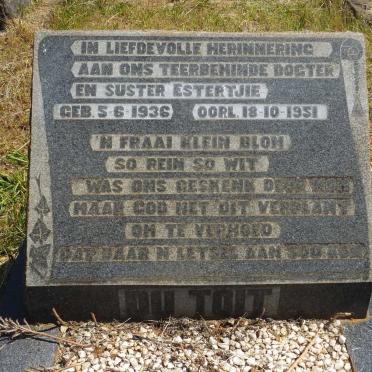 IN LIEFDEVOLLE HERINNERING
AAN ONS TEERBEMINDE DOGTER
EN SUSTER ESTERTJIE
GEB. 5-6-1936 OORL. 18-10-1951
'N FRAAI KLEIN BLOM
SO REIN SO WIT
WAS ONS GESKENK DEUR
MAAR GOD HET DIT VERPLANT
OM TE VERHOED
DAT DAAR N LETSEL AAN SOU
DU TOIT